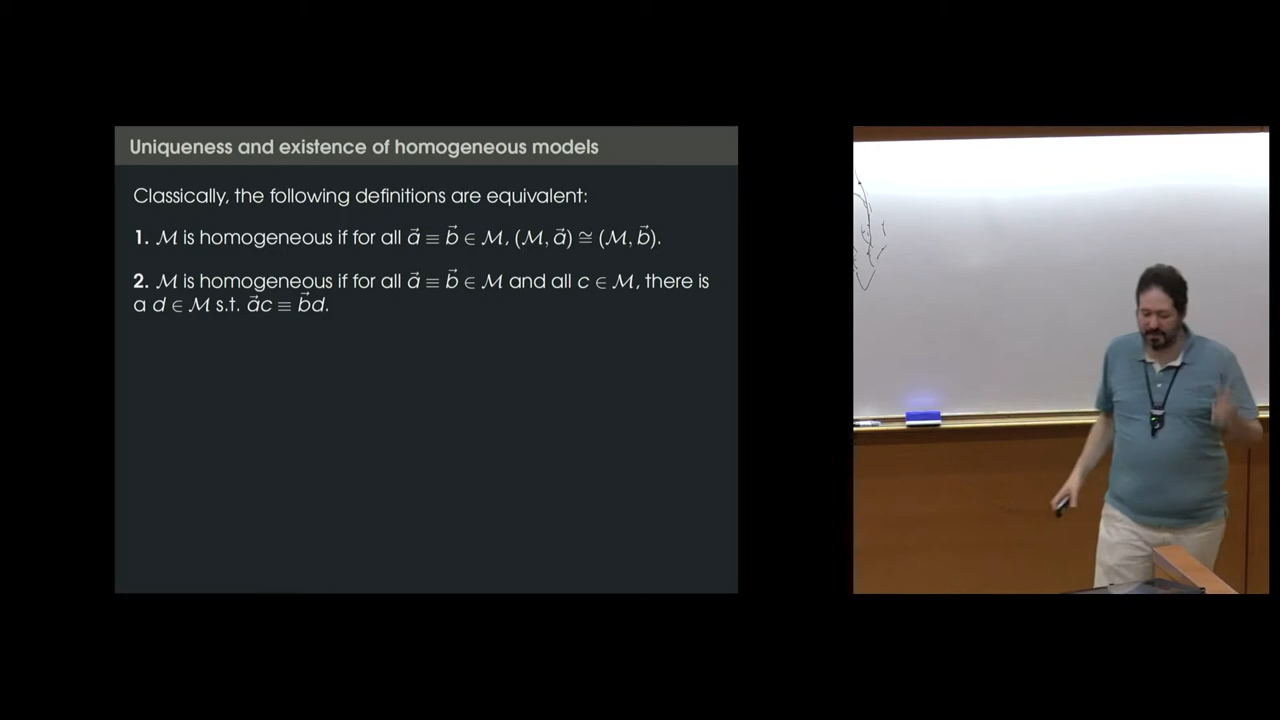 Uniqueness and existence of homogeneous models
Classically, the following definitions are equivalent:
1. ℳ is homogeneous if for all a⃗ ≡ b⃗ ∈ ℳ, (ℳ, a⃗) ≅ (ℳ, b⃗).
2. ℳ is homogeneous if for all a⃗ ≡ b⃗ ∈ ℳ and all c ∈ ℳ, there is
a d ∈ ℳ s.t. a⃗c ≡ b⃗d.